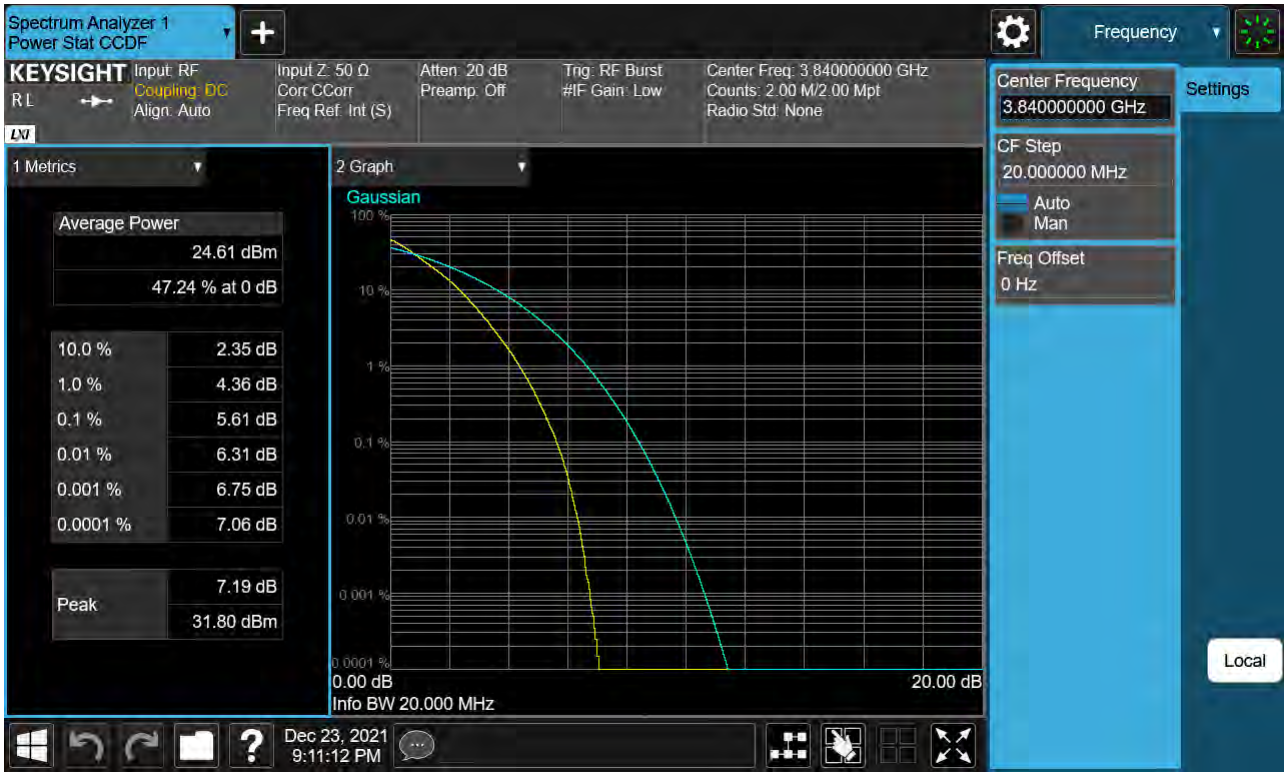 Spectrum Analyzer 1
Power Stat CCDF
Frequency
KEYSIGHT
RL
LXI
Input: RF
Coupling: DC
Align: Auto
Input Z: 50 Ω
Corr CCorr
Freq Ref: Int (S)
Atten: 20 dB
Preamp: Off
Trig: RF Burst
#IF Gain: Low
Center Freq: 3.840000000 GHz
Counts: 2.00 M/2.00 Mpt
Radio Std: None
Center Frequency
3.840000000 GHz
Settings
CF Step
20.000000 MHz
Auto
Man
Freq Offset
0 Hz
Local
1 Metrics
Average Power
24.61 dBm
47.24 % at 0 dB
10.0 % 2.35 dB
1.0 % 4.36 dB
0.1 % 5.61 dB
0.01 % 6.31 dB
0.001 % 6.75 dB
0.0001 % 7.06 dB
Peak
7.19 dB
31.80 dBm
2 Graph
Gaussian
100 %
10 %
1 %
0.1 %
0.01 %
0.001 %
0.0001 %
0.00 dB 20.00 dB
Info BW 20.000 MHz
?
Dec 23, 2021
9:11:12 PM